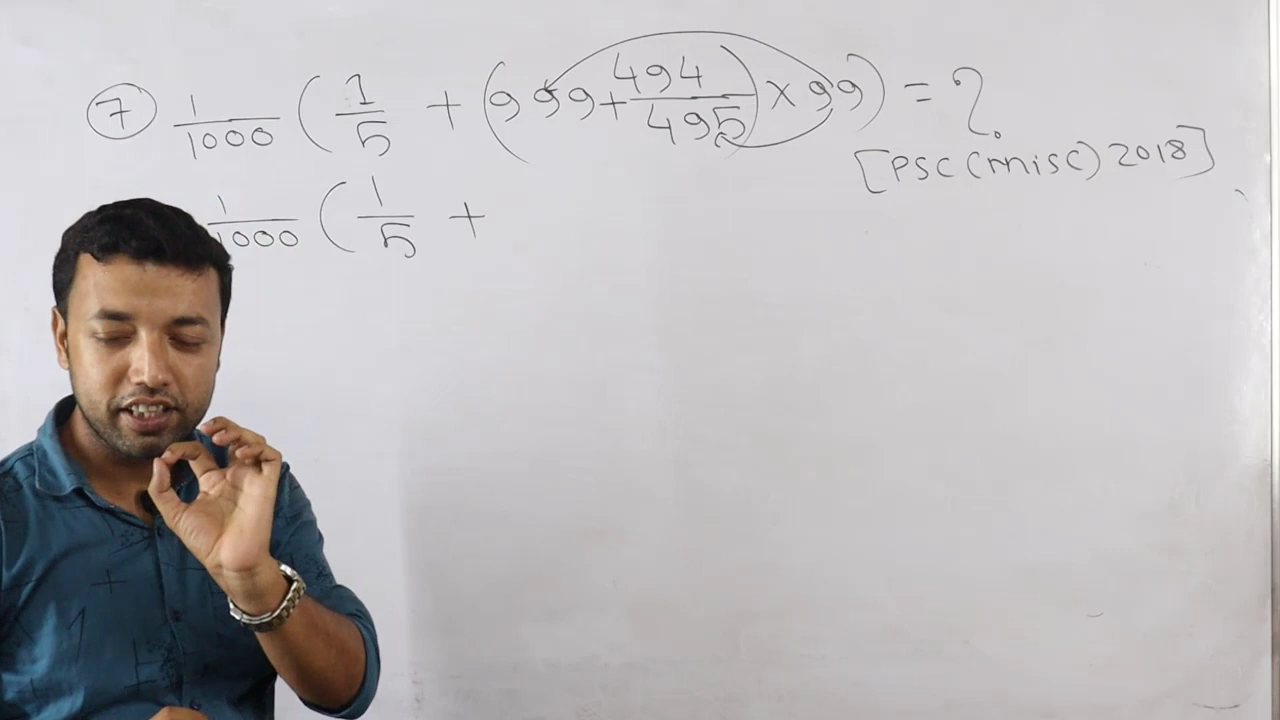 7 1/1000 (1/5 + (999+494/495) × 99) = ?
[PSC (misc) 2018]
1/1000 (1/5 +